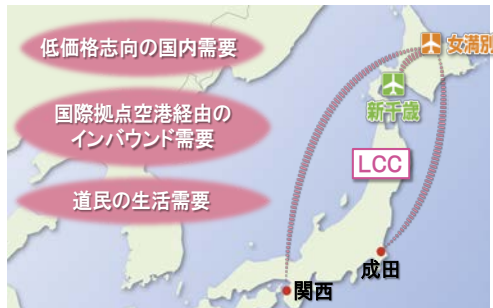 低価格志向の国内需要
国際拠点空港経由の
インバウンド需要
道民の生活需要
女満別
新千歳
LCC
成田
関西